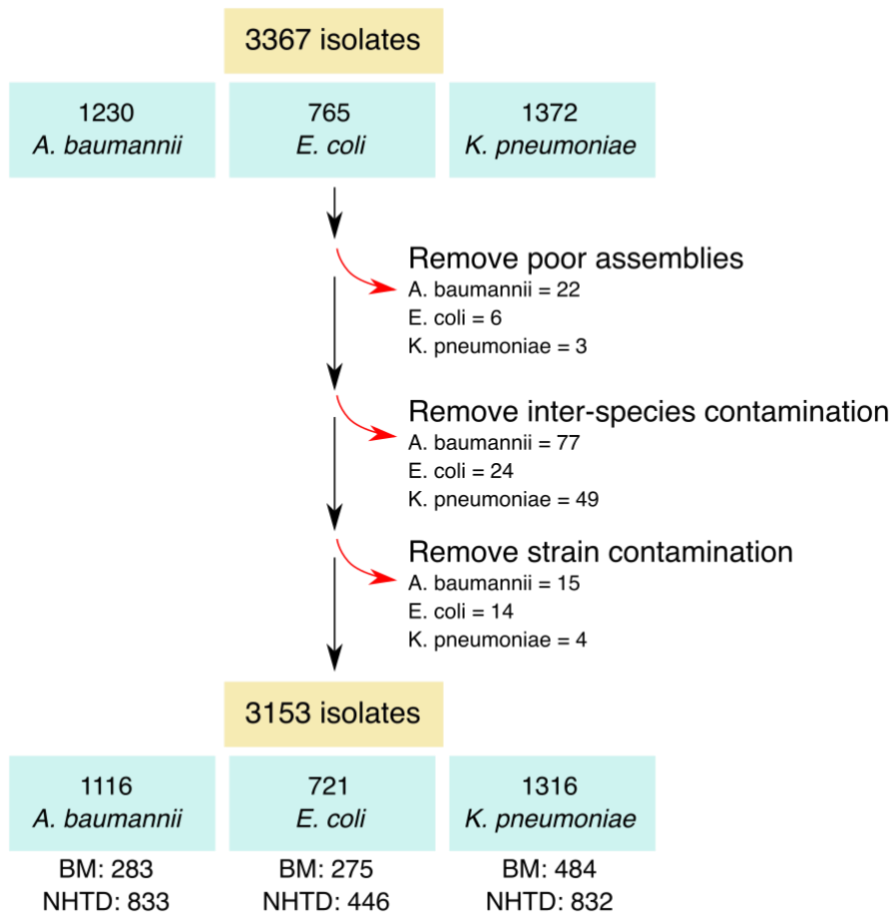 3367 isolates
1230
A. baumannii
765
E. coli
1372
K. pneumoniae
Remove poor assemblies
A. baumannii = 22
E. coli = 6
K. pneumoniae = 3
Remove inter-species contamination
A. baumannii = 77
E. coli = 24
K. pneumoniae = 49
Remove strain contamination
A. baumannii = 15
E. coli = 14
K. pneumoniae = 4
3153 isolates
1116
A. baumannii
BM: 283
NHTD: 833
721
E. coli
BM: 275
NHTD: 446
1316
K. pneumoniae
BM: 484
NHTD: 832